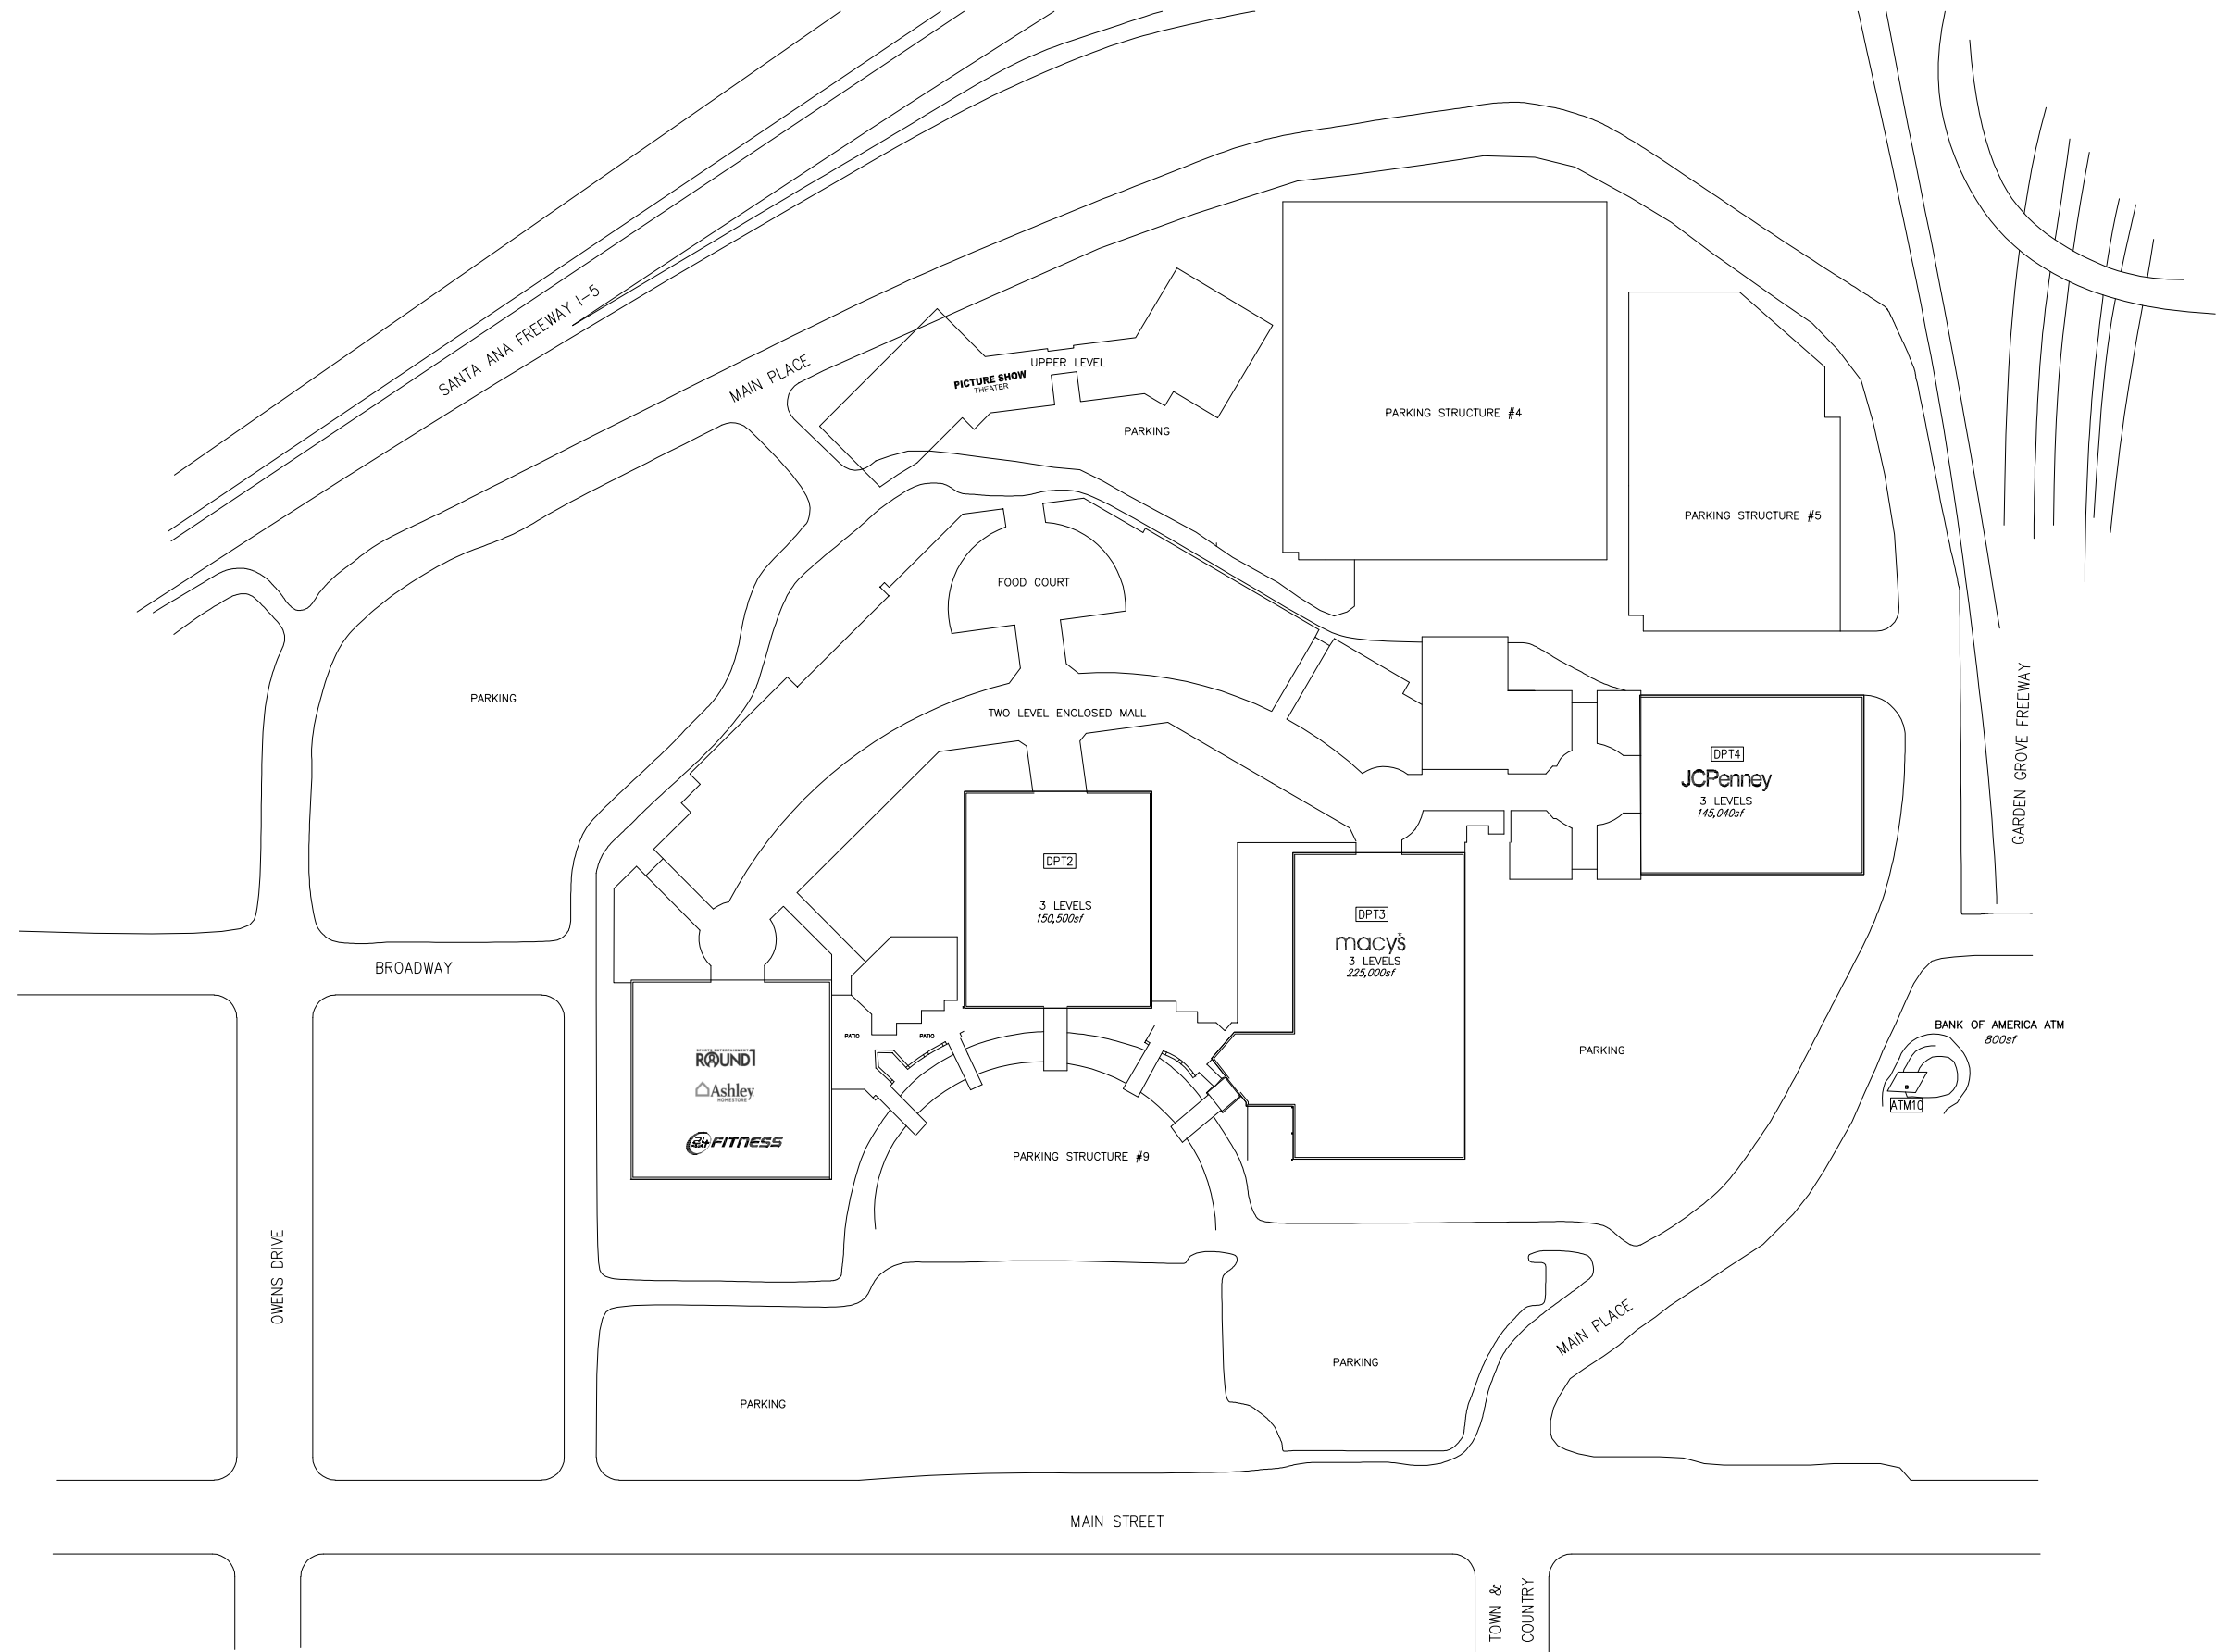 SANTA ANA FREEWAY I-5
MAIN PLACE
UPPER LEVEL
PICTURE SHOW
THEATER
PARKING
PARKING STRUCTURE #4
PARKING STRUCTURE #5
FOOD COURT
PARKING
TWO LEVEL ENCLOSED MALL
GARDEN GROVE FREEWAY
DPT4
JCPenney
3 LEVELS
145,040sf
DPT2
3 LEVELS
150,500sf
DPT3
macy's
3 LEVELS
225,000sf
BROADWAY
PATIO
PATIO
BANK OF AMERICA ATM
800sf
ATM10
PARKING
ROUND1
Ashley
HOMESTORE
24 FITNESS
PARKING STRUCTURE #9
OWENS DRIVE
MAIN PLACE
PARKING
PARKING
MAIN STREET
TOWN &
COUNTRY